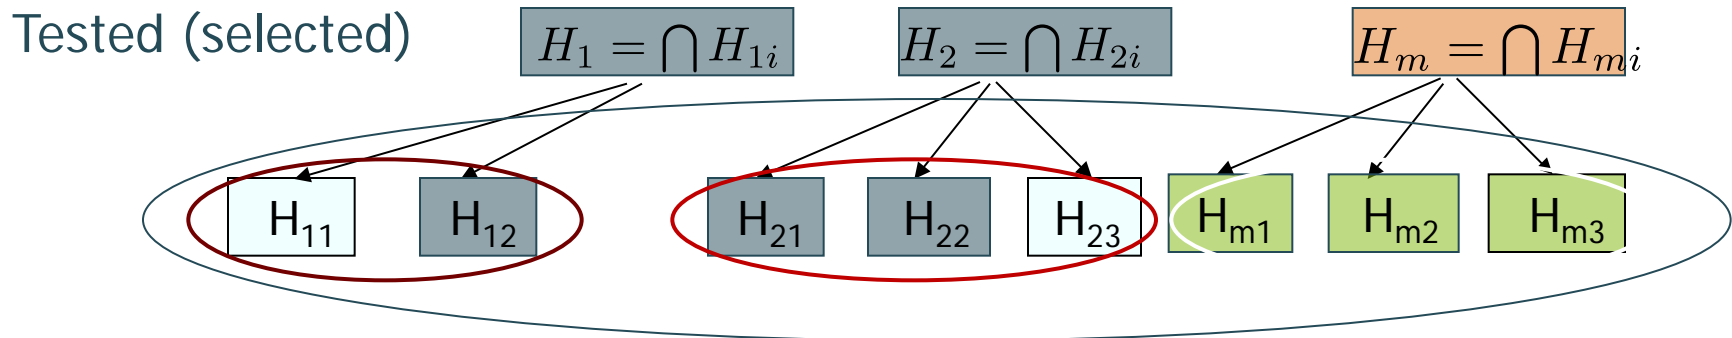 Tested (selected) H₁ = ⋂ H₁ᵢ H₂ = ⋂ H₂ᵢ Hₘ = ⋂ Hₘᵢ
H₁₁ H₁₂ H₂₁ H₂₂ H₂₃ Hₘ₁ Hₘ₂ Hₘ₃